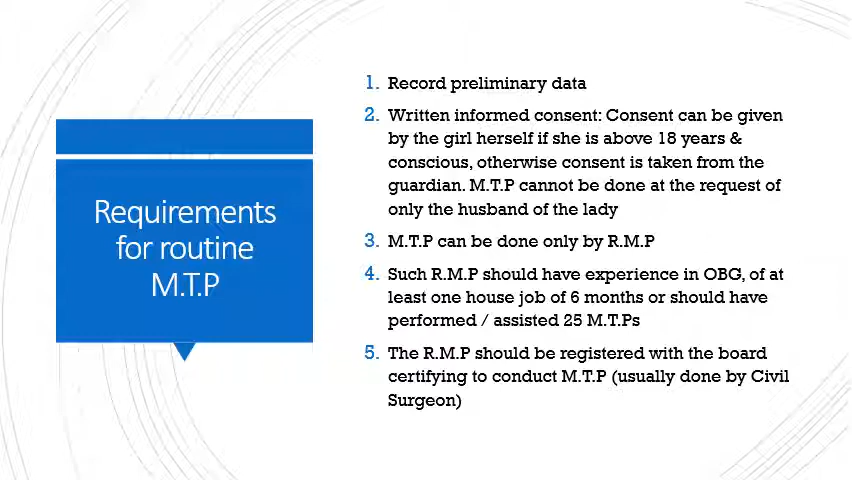 Requirements
for routine
M.T.P
1. Record preliminary data
2. Written informed consent: Consent can be given
by the girl herself if she is above 18 years &
conscious, otherwise consent is taken from the
guardian. M.T.P cannot be done at the request of
only the husband of the lady
3. M.T.P can be done only by R.M.P
4. Such R.M.P should have experience in OBG, of at
least one house job of 6 months or should have
performed / assisted 25 M.T.Ps
5. The R.M.P should be registered with the board
certifying to conduct M.T.P (usually done by Civil
Surgeon)